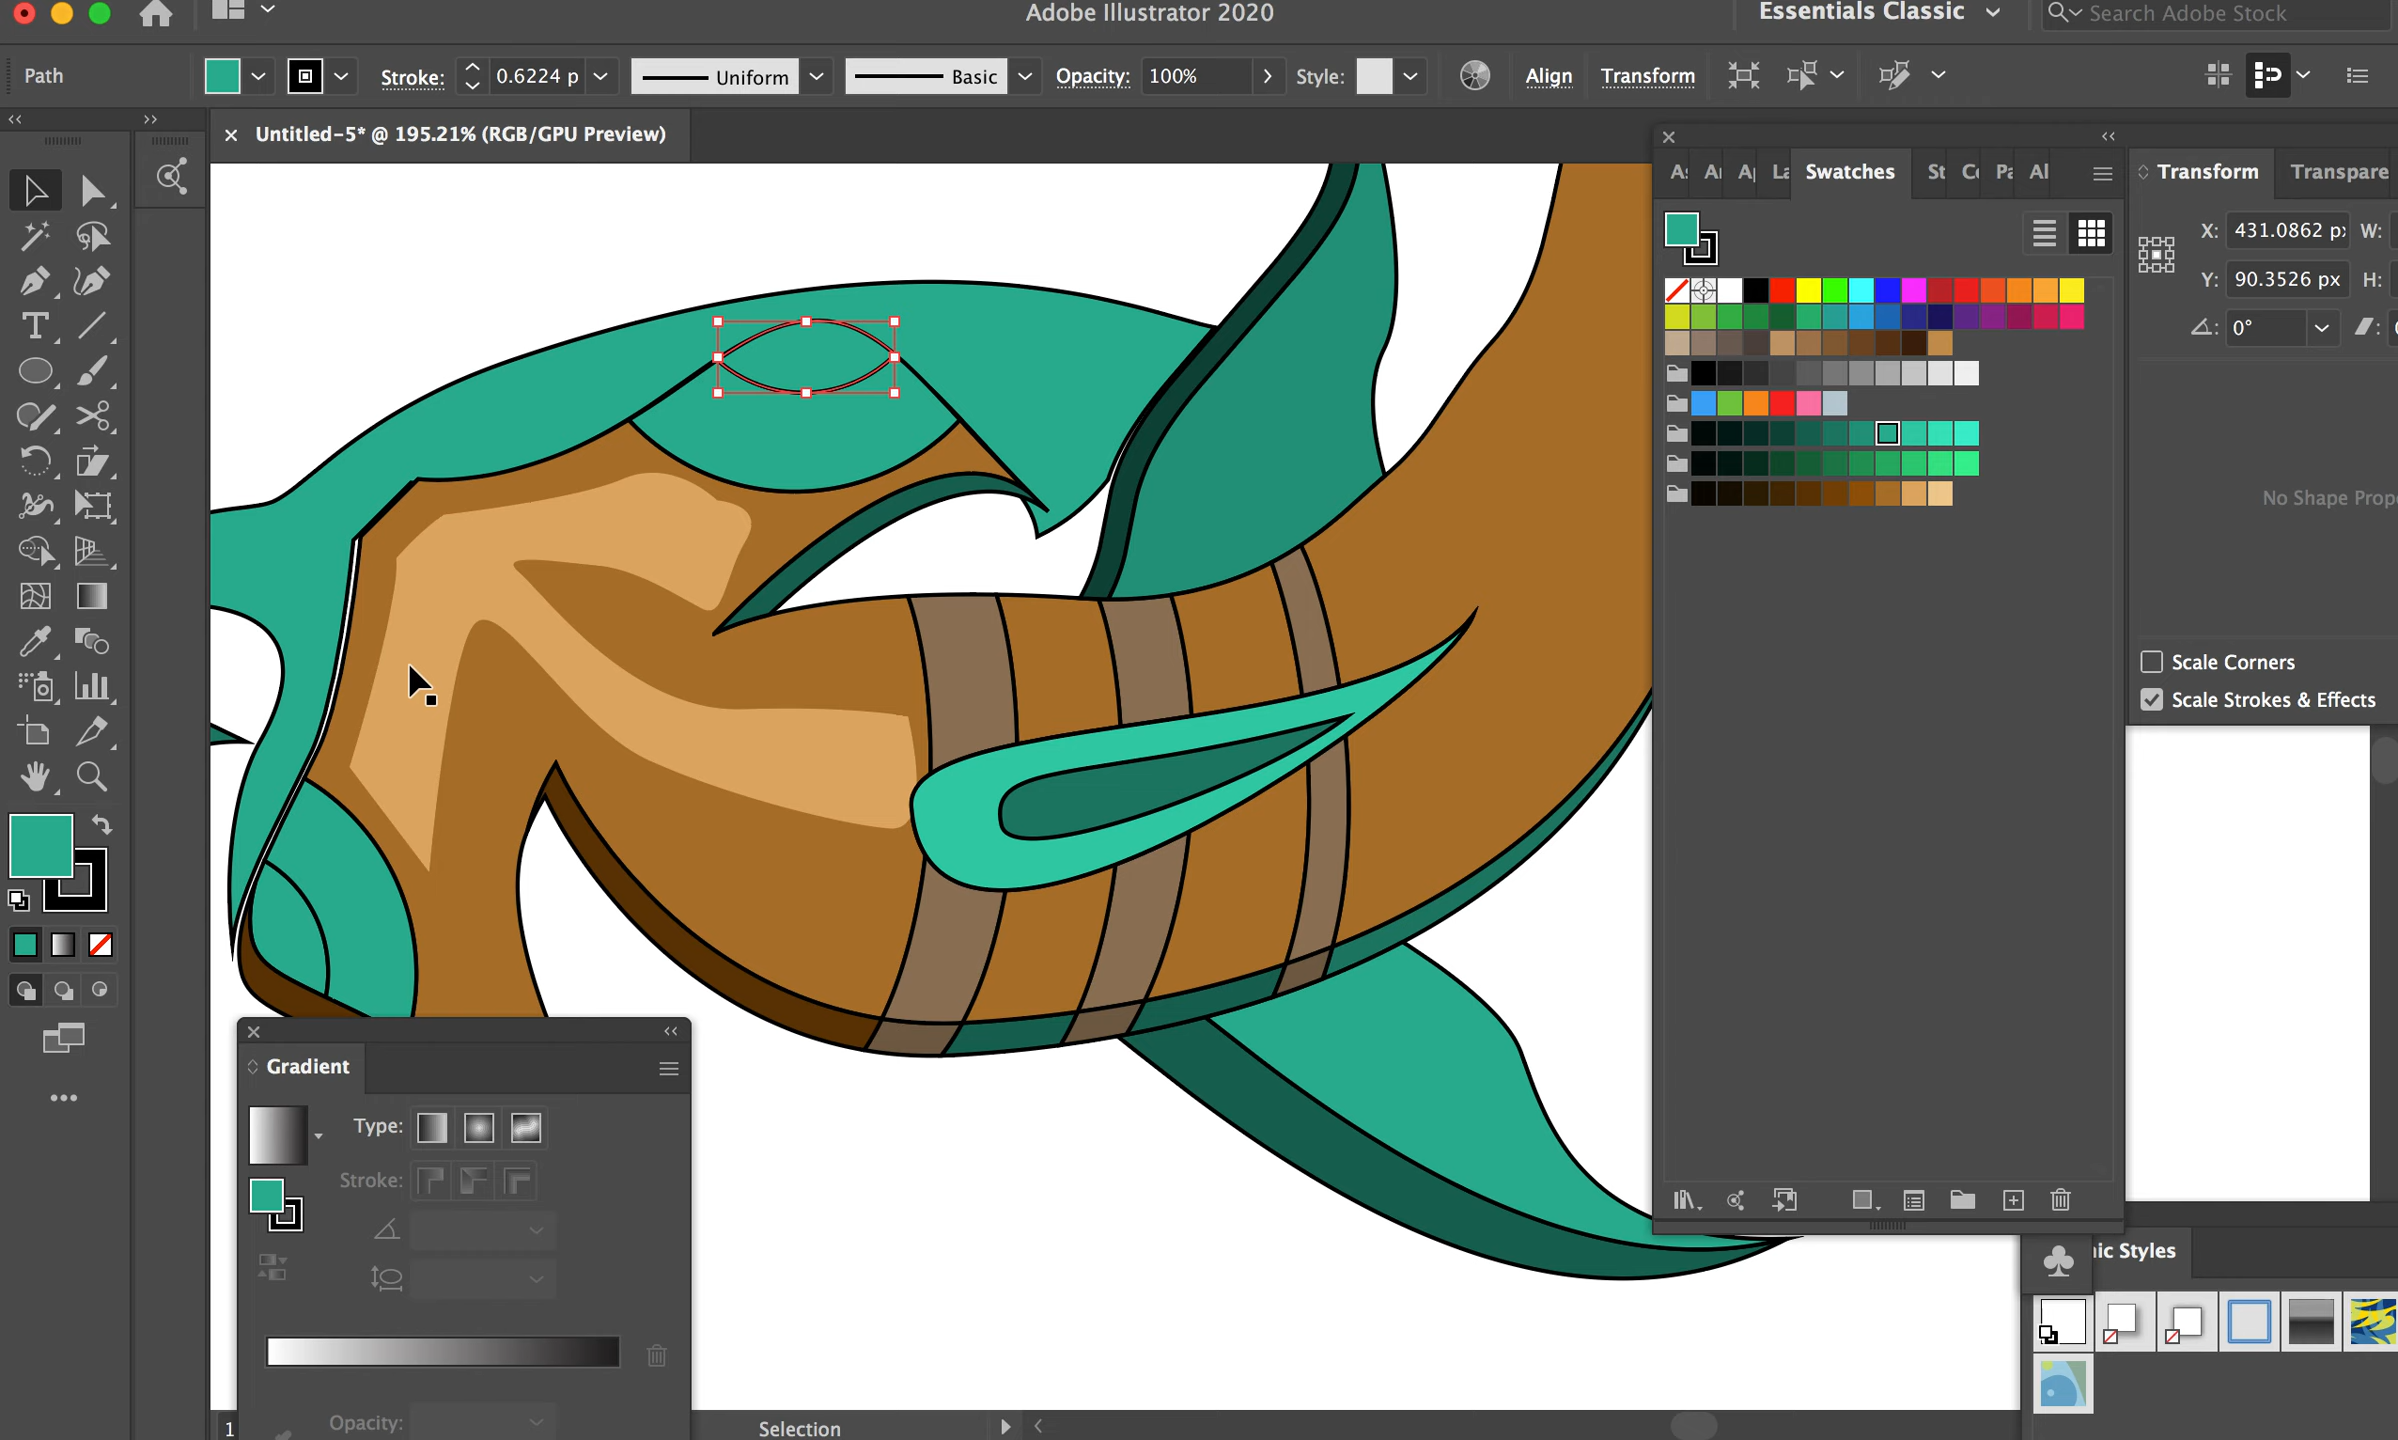 Adobe Illustrator 2020
Essentials Classic
Search Adobe Stock
Path
Stroke:
0.6224 p
Uniform
Basic
Opacity:
100%
Style:
Align
Transform
Untitled-5* @ 195.21% (RGB/GPU Preview)
Swatches
Transform
Transpare
X:
431.0862 p
W:
Y:
90.3526 px
H:
0°
No Shape Prop
Scale Corners
Scale Strokes & Effects
Gradient
Type:
Stroke:
Opacity:
ic Styles
1
Selection